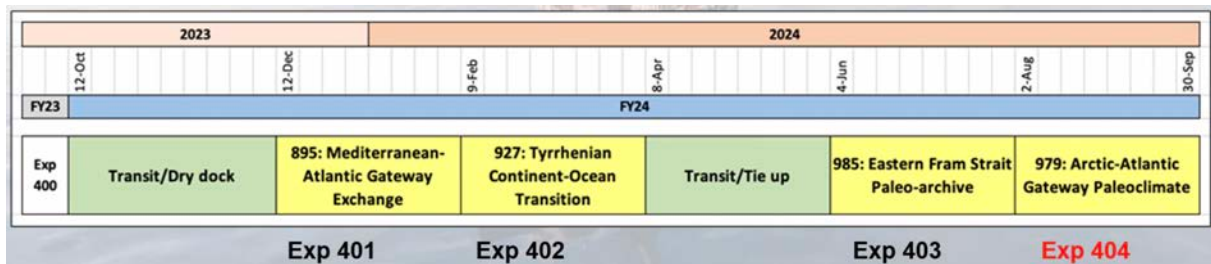 2023 2024
12-Oct 12-Dec 9-Feb 8-Apr 4-Jun 2-Aug 30-Sep
FY23 FY24
Exp
400
Transit/Dry dock
895: Mediterranean-
Atlantic Gateway
Exchange
927: Tyrrhenian
Continent-Ocean
Transition
Transit/Tie up
985: Eastern Fram Strait
Paleo-archive
979: Arctic-Atlantic
Gateway Paleoclimate
Exp 401 Exp 402 Exp 403 Exp 404